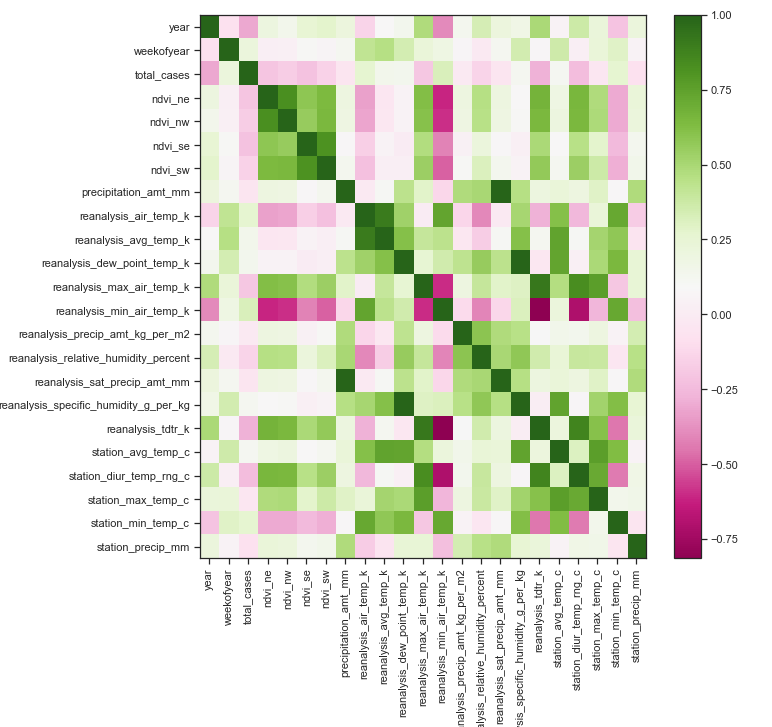 year
weekofyear
total_cases
ndvi_ne
ndvi_nw
ndvi_se
ndvi_sw
precipitation_amt_mm
reanalysis_air_temp_k
reanalysis_avg_temp_k
reanalysis_dew_point_temp_k
reanalysis_max_air_temp_k
reanalysis_min_air_temp_k
reanalysis_precip_amt_kg_per_m2
reanalysis_relative_humidity_percent
reanalysis_sat_precip_amt_mm
reanalysis_specific_humidity_g_per_kg
reanalysis_tdtr_k
station_avg_temp_c
station_diur_temp_rng_c
station_max_temp_c
station_min_temp_c
station_precip_mm
year
weekofyear
total_cases
ndvi_ne
ndvi_nw
ndvi_se
ndvi_sw
precipitation_amt_mm
reanalysis_air_temp_k
reanalysis_avg_temp_k
reanalysis_dew_point_temp_k
reanalysis_max_air_temp_k
reanalysis_min_air_temp_k
nalysis_precip_amt_kg_per_m2
lysis_relative_humidity_percent
reanalysis_sat_precip_amt_mm
ysis_specific_humidity_g_per_kg
reanalysis_tdtr_k
station_avg_temp_c
station_diur_temp_rng_c
station_max_temp_c
station_min_temp_c
station_precip_mm
1.00
0.75
0.50
0.25
0.00
−0.25
−0.50
−0.75